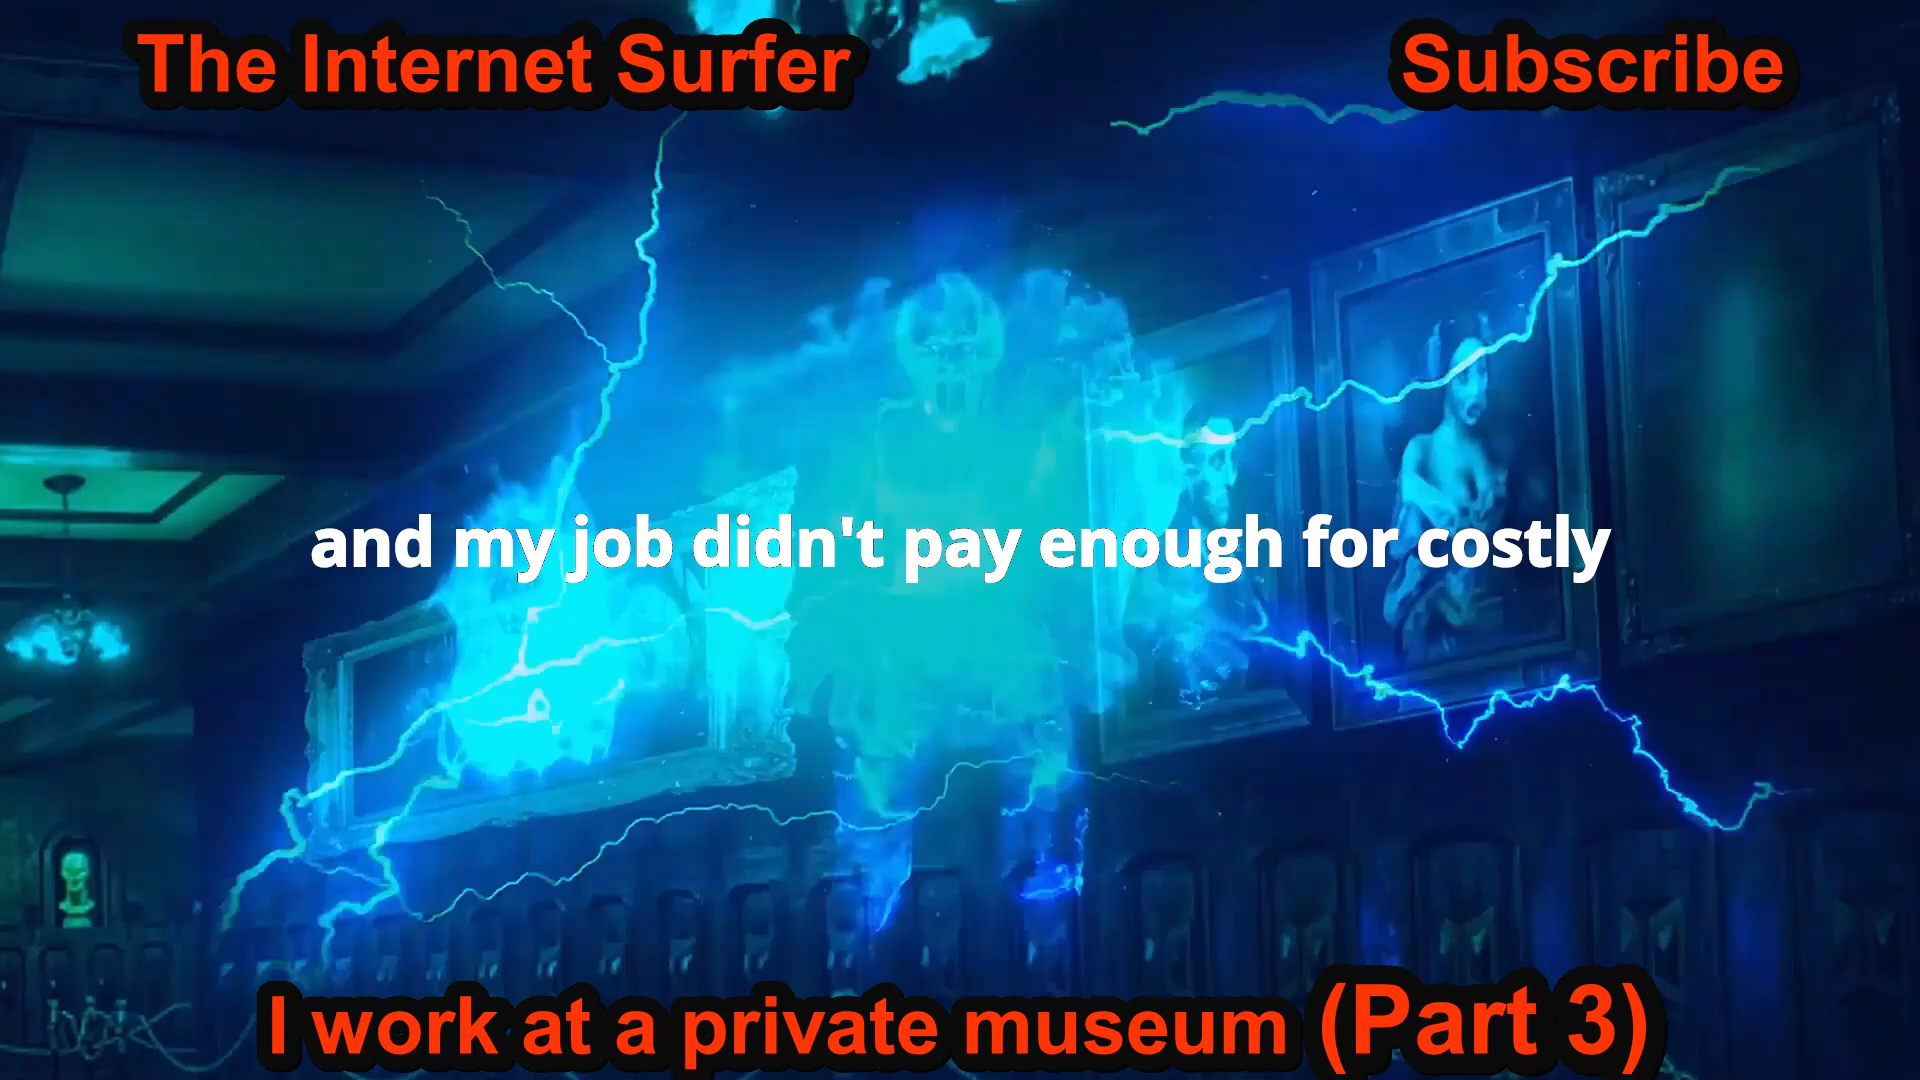 The Internet Surfer
Subscribe
and my job didn't pay enough for costly
I work at a private museum (Part 3)